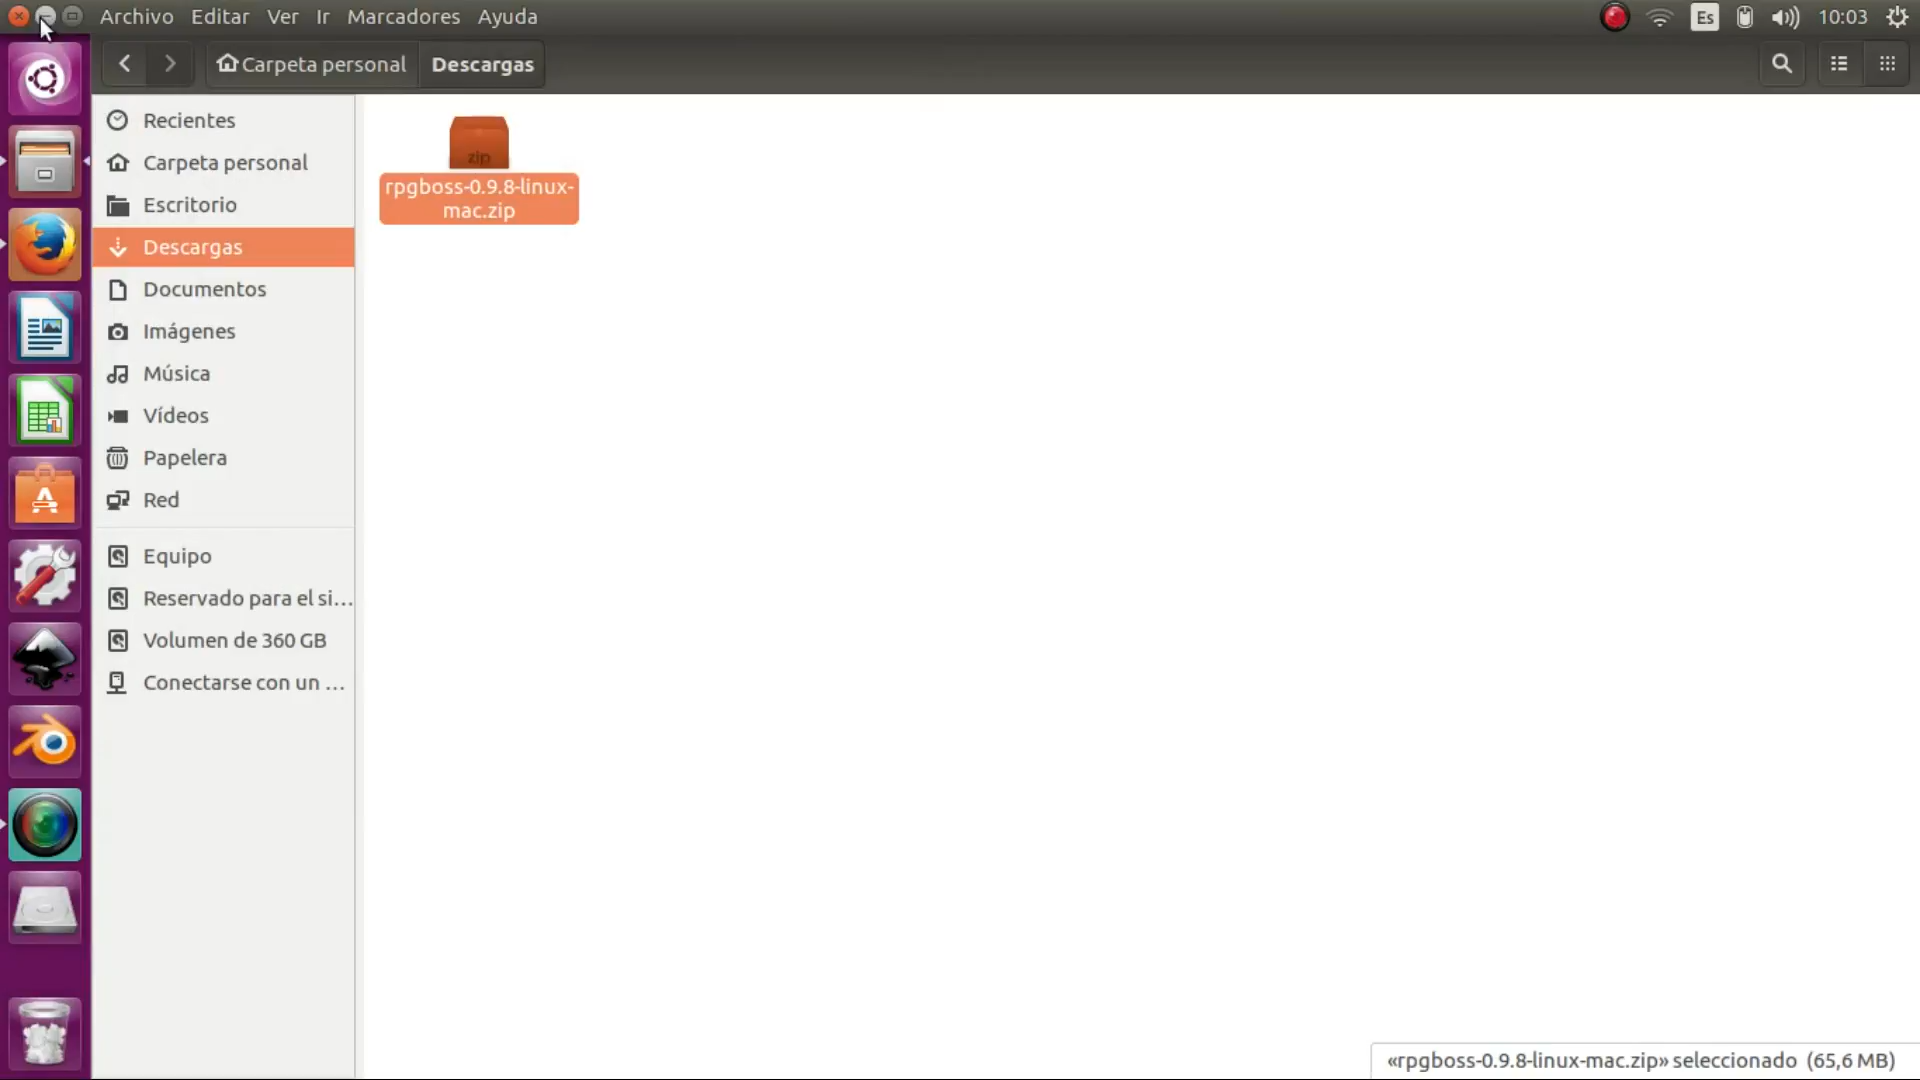 Archivo Editar Ver Ir Marcadores Ayuda
Es
10:03
Carpeta personal
Descargas
Recientes
Carpeta personal
Escritorio
Descargas
Documentos
Imágenes
Música
Vídeos
Papelera
Red
Equipo
Reservado para el si...
Volumen de 360 GB
Conectarse con un ...
zip
rpgboss-0.9.8-linux-
mac.zip
«rpgboss-0.9.8-linux-mac.zip» seleccionado (65,6 MB)